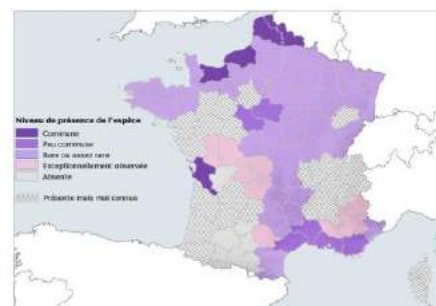 Niveau de présence de l'espèce
Commune
Peu commune
Rare ou assez rare
Exceptionnellement observée
Absente
Présente mais mal connue